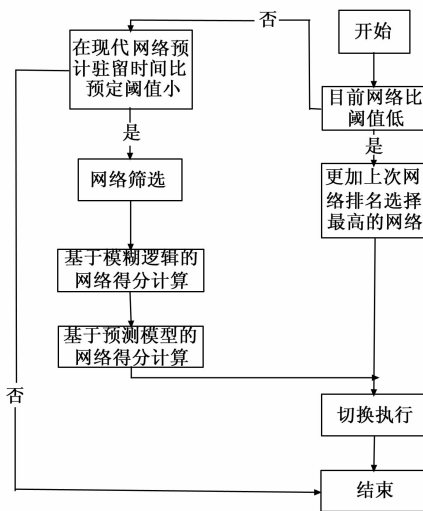 开始
目前网络比
阈值低
否
是
在现代网络预
计驻留时间比
预定阈值小
是
网络筛选
基于模糊逻辑的
网络得分计算
基于预测模型的
网络得分计算
更加上次网
络排名选择
最高的网络
否
切换执行
结束